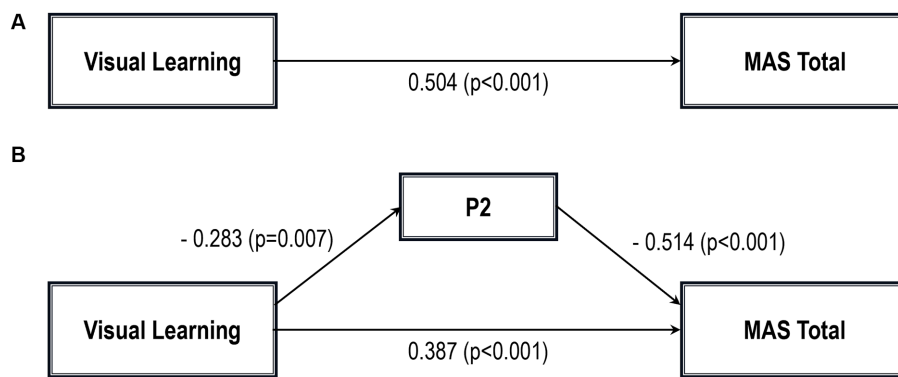 A
Visual Learning
MAS Total
0.504 (p<0.001)
B
P2
- 0.283 (p=0.007)
- 0.514 (p<0.001)
Visual Learning
MAS Total
0.387 (p<0.001)